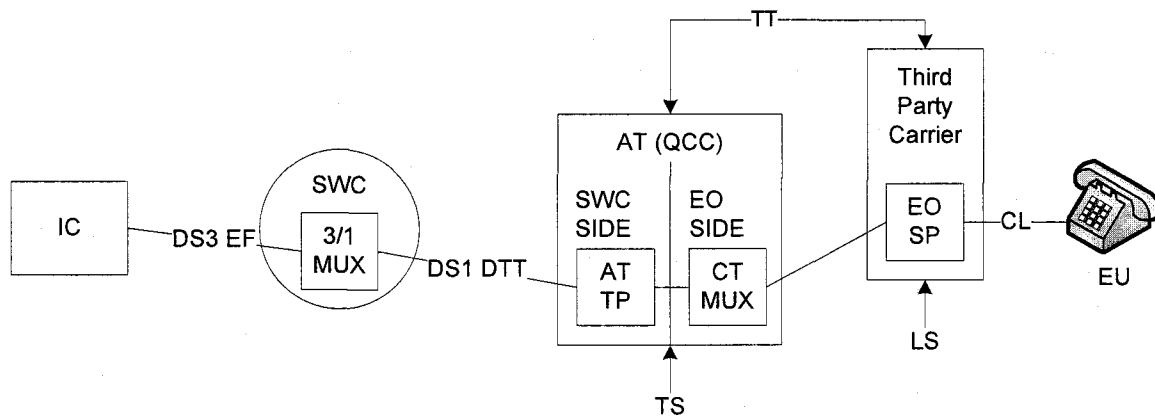 TT
Third
Party
Carrier
AT (QCC)
SWC
SWC
SIDE
EO
SIDE
IC
DS3 EF
3/1
MUX
DS1 DTT
AT
TP
CT
MUX
EO
SP
CL
EU
LS
TS